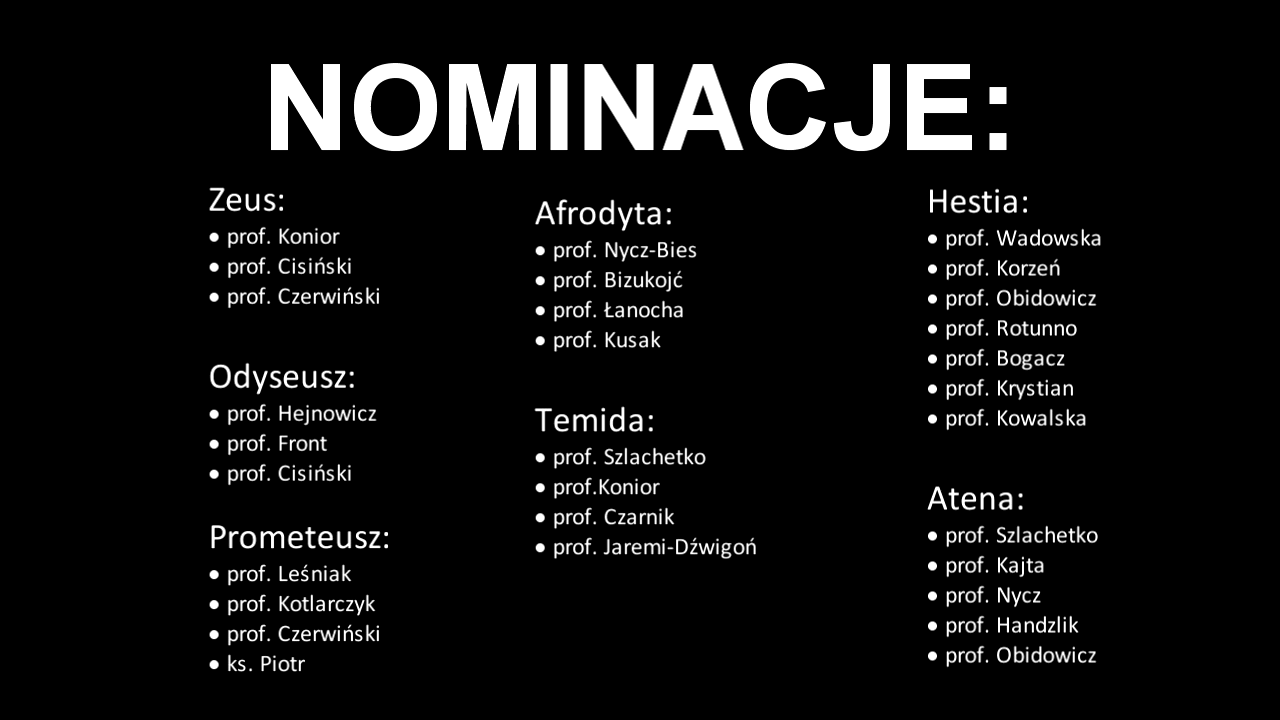 NOMINACJE:
Zeus:
• prof. Konior
• prof. Cisiński
• prof. Czerwiński
Odyseusz:
• prof. Hejnowicz
• prof. Front
• prof. Cisiński
Prometeusz:
• prof. Leśniak
• prof. Kotlarczyk
• prof. Czerwiński
• ks. Piotr
Afrodyta:
• prof. Nycz-Bies
• prof. Bizukojć
• prof. Łanocha
• prof. Kusak
Temida:
• prof. Szlachetko
• prof.Konior
• prof. Czarnik
• prof. Jaremi-Dźwigoń
Hestia:
• prof. Wadowska
• prof. Korzeń
• prof. Obidowicz
• prof. Rotunno
• prof. Bogacz
• prof. Krystian
• prof. Kowalska
Atena:
• prof. Szlachetko
• prof. Kajta
• prof. Nycz
• prof. Handzlik
• prof. Obidowicz